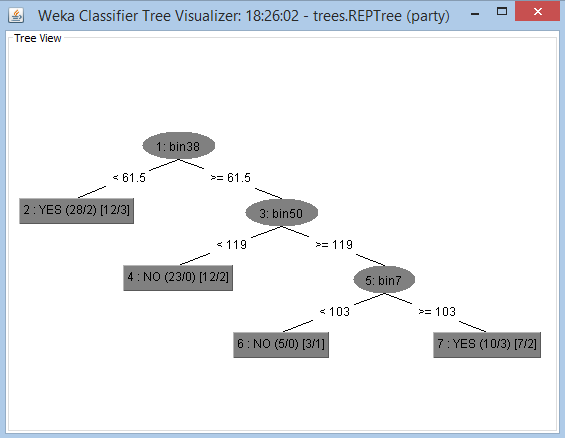 Weka Classifier Tree Visualizer: 18:26:02 - trees.REPTree (party)
Tree View
1: bin38
< 61.5
>= 61.5
2 : YES (28/2) [12/3]
3: bin50
< 119
>= 119
4 : NO (23/0) [12/2]
5: bin7
< 103
>= 103
6 : NO (5/0) [3/1]
7 : YES (10/3) [7/2]